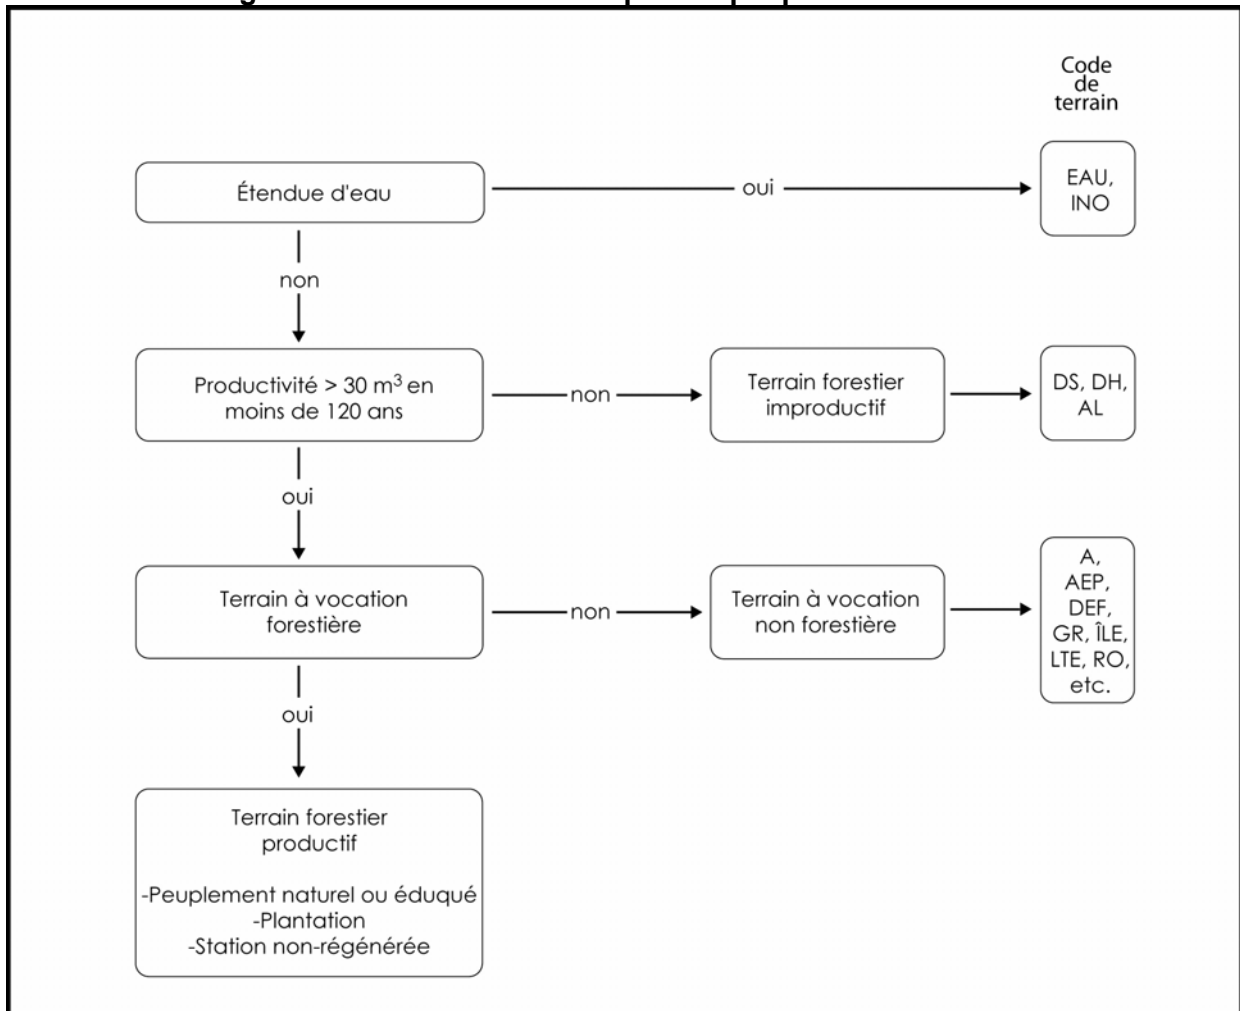 Code
de
terrain
Étendue d'eau
oui
EAU,
INO
non
Productivité > 30 m³ en
moins de 120 ans
non
Terrain forestier
improductif
DS, DH,
AL
oui
Terrain à vocation
forestière
non
Terrain à vocation
non forestière
A,
AEP,
DEF,
GR, ÎLE,
LTE, RO,
etc.
oui
Terrain forestier
productif
-Peuplement naturel ou éduqué
-Plantation
-Station non-régénérée